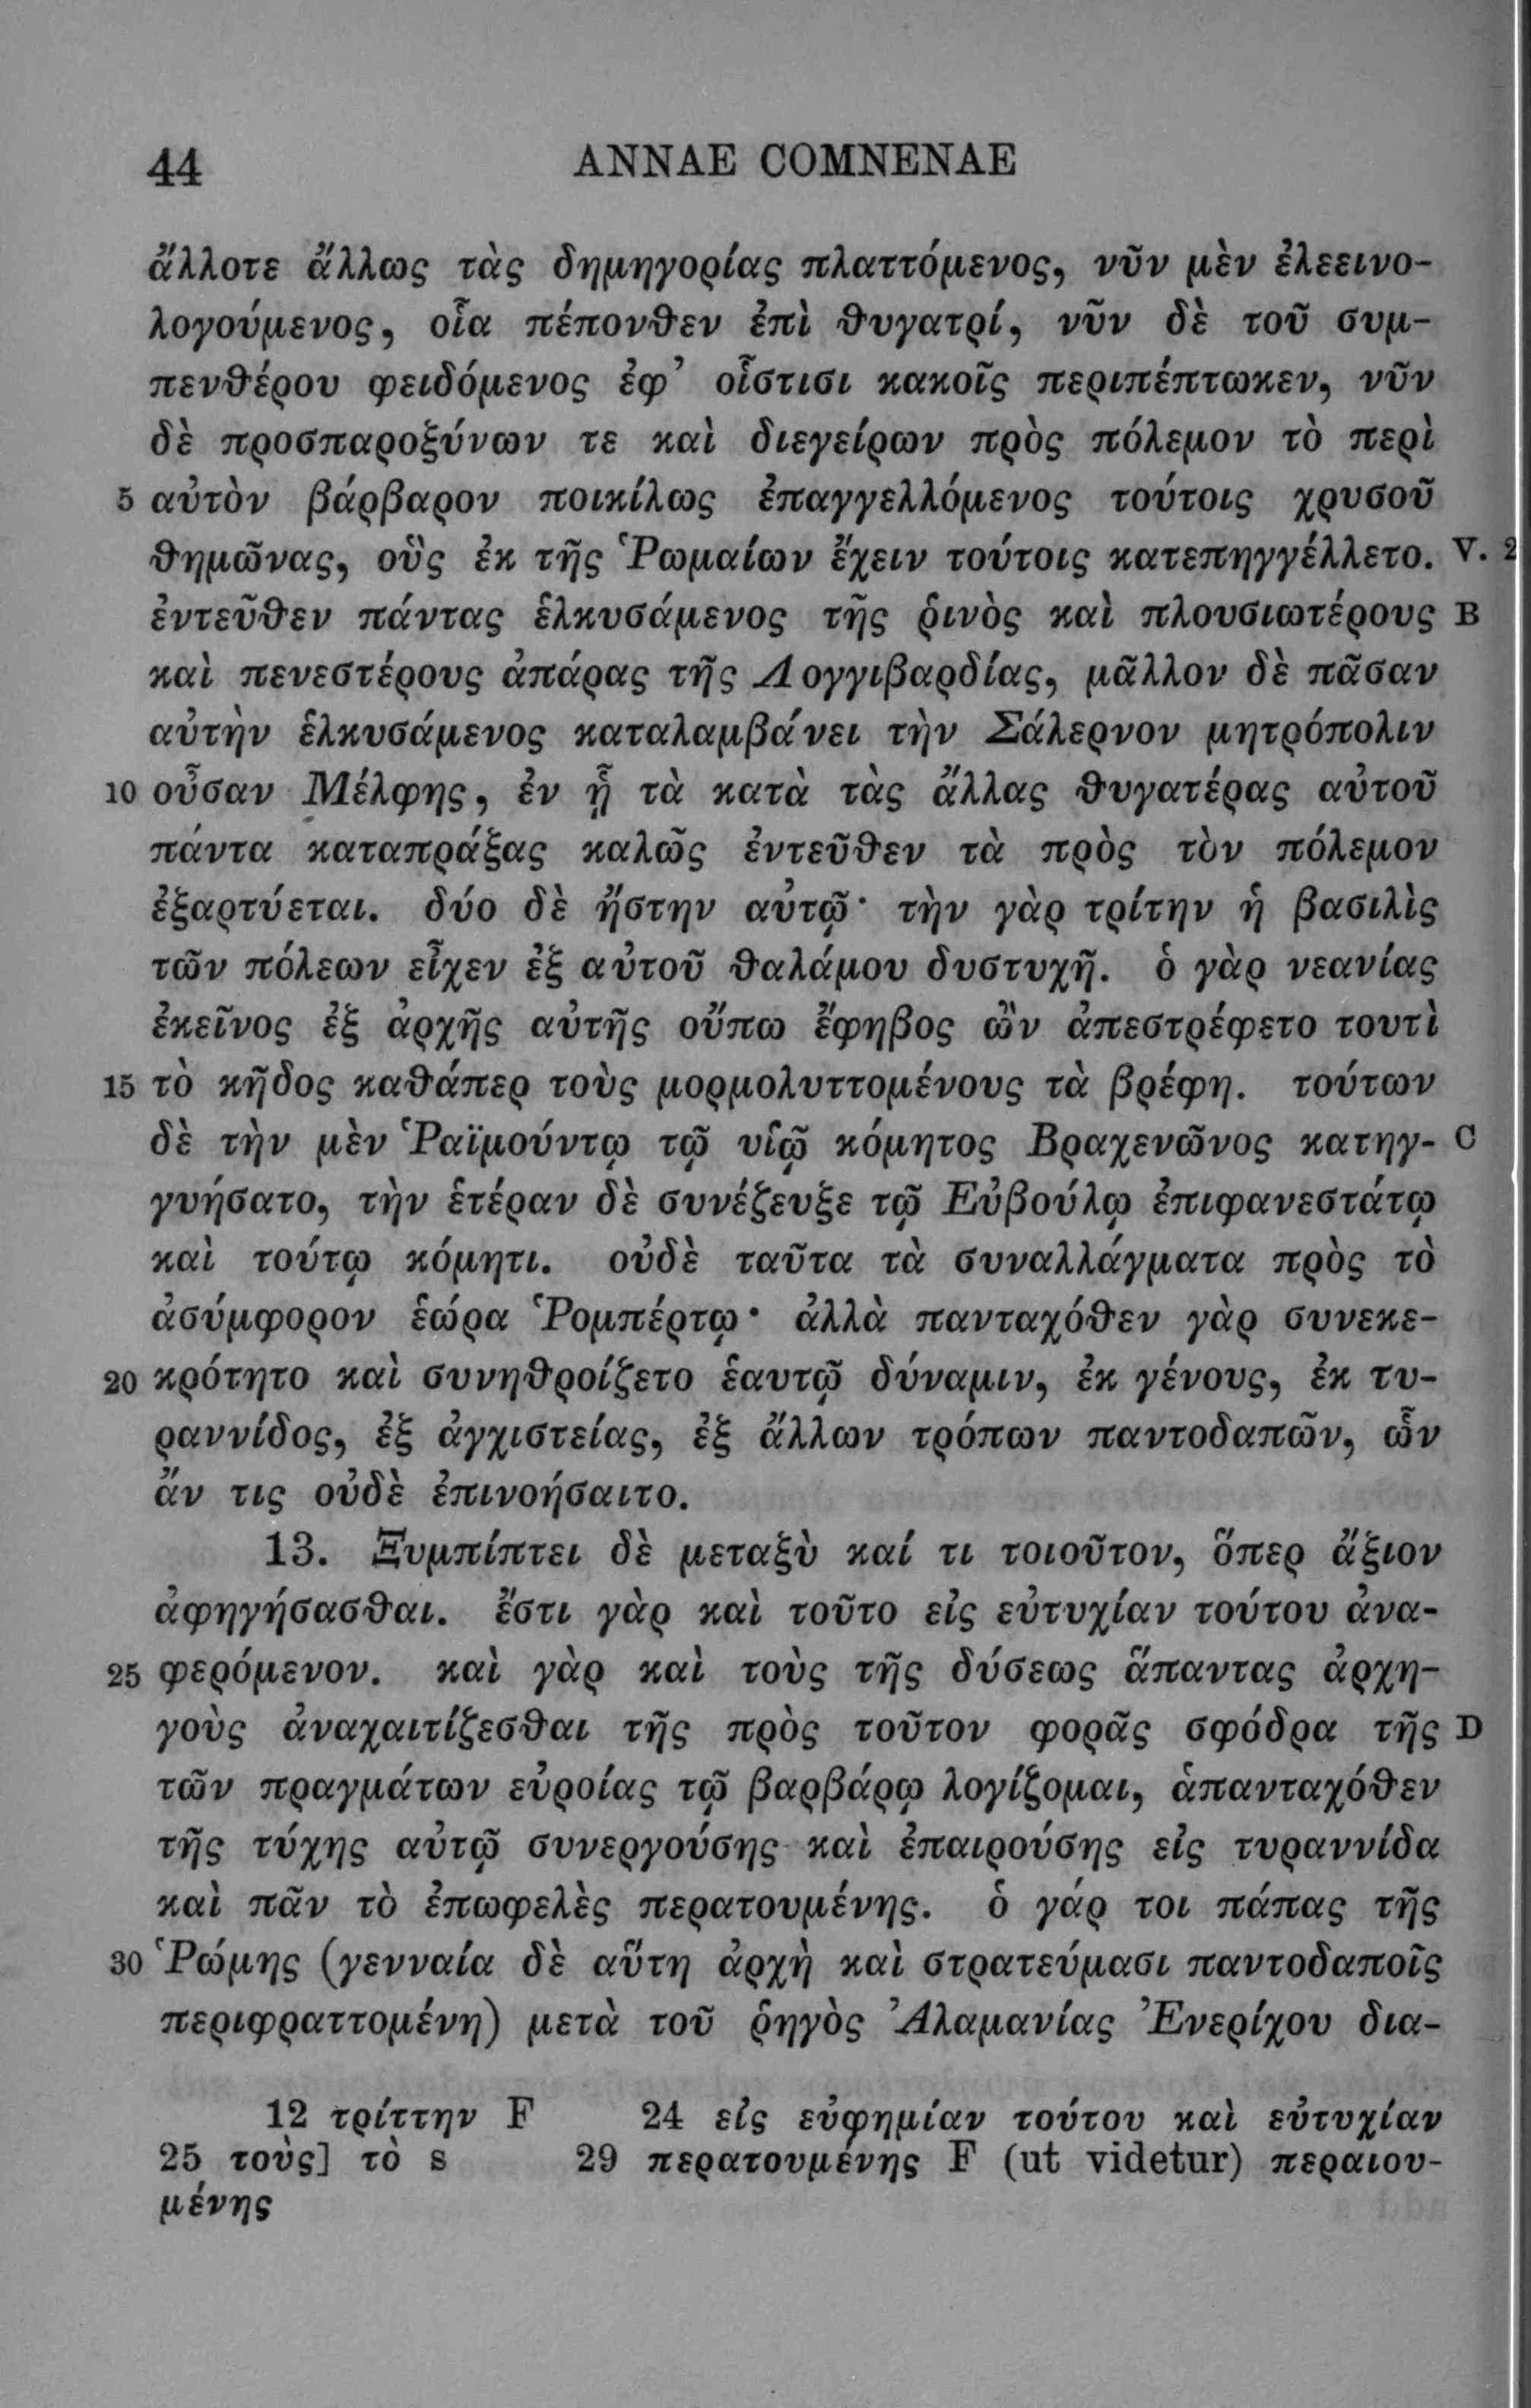 44 ANNAE COMNENAE
ἄλλοτε ἄλλως τὰς δημηγορίας πλαττόμενος, νῦν μὲν ἐλεεινο-
λογούμενος, οἷα πέπονθεν ἐπὶ θυγατρί, νῦν δὲ τοῦ συμ-
πενθέρου φειδόμενος ἐφ’ οἷστισι κακοῖς περιπέπτωκεν, νῦν
δὲ προσπαροξύνων τε καὶ διεγείρων πρὸς πόλεμον τὸ περὶ
5 αὐτὸν βάρβαρον ποικίλως ἐπαγγελλόμενος τούτοις χρυσοῦ
θημῶνας, οὓς ἐκ τῆς Ῥωμαίων ἔχειν τούτοις κατεπηγγέλλετο. V. 2
ἐντεῦθεν πάντας ἑλκυσάμενος τῆς ῥινὸς καὶ πλουσιωτέρους B
καὶ πενεστέρους ἀπάρας τῆς Λογγιβαρδίας, μᾶλλον δὲ πᾶσαν
αὐτὴν ἑλκυσάμενος καταλαμβάνει τὴν Σάλερνον μητρόπολιν
10 οὖσαν Μέλφης, ἐν ᾗ τὰ κατὰ τὰς ἄλλας θυγατέρας αὐτοῦ
πάντα καταπράξας καλῶς ἐντεῦθεν τὰ πρὸς τὸν πόλεμον
ἐξαρτύεται. δύο δὲ ἤστην αὐτῷ· τὴν γὰρ τρίτην ἡ βασιλὶς
τῶν πόλεων εἶχεν ἐξ αὐτοῦ θαλάμου δυστυχῆ. ὁ γὰρ νεανίας
ἐκεῖνος ἐξ ἀρχῆς αὐτῆς οὔπω ἔφηβος ὢν ἀπεστρέφετο τουτὶ
15 τὸ κῆδος καθάπερ τοὺς μορμολυττομένους τὰ βρέφη. τούτων
δὲ τὴν μὲν Ῥαϊμούντῳ τῷ υἱῷ κόμητος Βραχενῶνος κατηγ- C
γυήσατο, τὴν ἑτέραν δὲ συνέζευξε τῷ Εὐβούλῳ ἐπιφανεστάτῳ
καὶ τούτῳ κόμητι. οὐδὲ ταῦτα τὰ συναλλάγματα πρὸς τὸ
ἀσύμφορον ἑώρα Ῥομπέρτῳ· ἀλλὰ πανταχόθεν γὰρ συνεκε-
20 κρότητο καὶ συνηθροίζετο ἑαυτῷ δύναμιν, ἐκ γένους, ἐκ τυ-
ραννίδος, ἐξ ἀγχιστείας, ἐξ ἄλλων τρόπων παντοδαπῶν, ὧν
ἄν τις οὐδὲ ἐπινοήσαιτο.
13. Ξυμπίπτει δὲ μεταξὺ καί τι τοιοῦτον, ὅπερ ἄξιον
ἀφηγήσασθαι. ἔστι γὰρ καὶ τοῦτο εἰς εὐτυχίαν τούτου ἀνα-
25 φερόμενον. καὶ γὰρ καὶ τοὺς τῆς δύσεως ἅπαντας ἀρχη-
γοὺς ἀναχαιτίζεσθαι τῆς πρὸς τοῦτον φορᾶς σφόδρα τῆς D
τῶν πραγμάτων εὐροίας τῷ βαρβάρῳ λογίζομαι, ἁπανταχόθεν
τῆς τύχης αὐτῷ συνεργούσης καὶ ἐπαιρούσης εἰς τυραννίδα
καὶ πᾶν τὸ ἐπωφελὲς περατουμένης. ὁ γάρ τοι πάπας τῆς
30 Ῥώμης (γενναία δὲ αὕτη ἀρχὴ καὶ στρατεύμασι παντοδαποῖς
περιφραττομένη) μετὰ τοῦ ῥηγὸς Ἀλαμανίας Ἐνερίχου δια-
12 τρίττην F 24 εἰς εὐφημίαν τούτου καὶ εὐτυχίαν
25 τοὺς] τὸ s 29 περατουμένης F (ut videtur) περαιου-
μένης